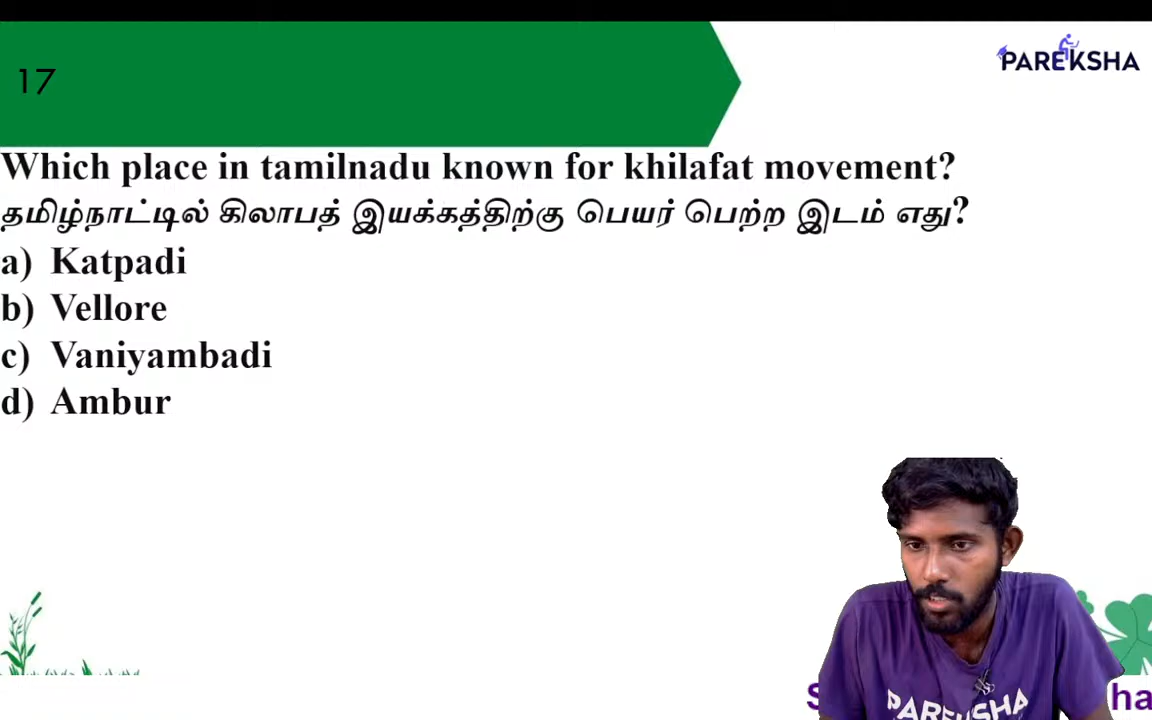 17
PAREKSHA
Which place in tamilnadu known for khilafat movement?
தமிழ்நாட்டில் கிலாபத் இயக்கத்திற்கு பெயர் பெற்ற இடம் எது?
a) Katpadi
b) Vellore
c) Vaniyambadi
d) Ambur
PAREKSHA